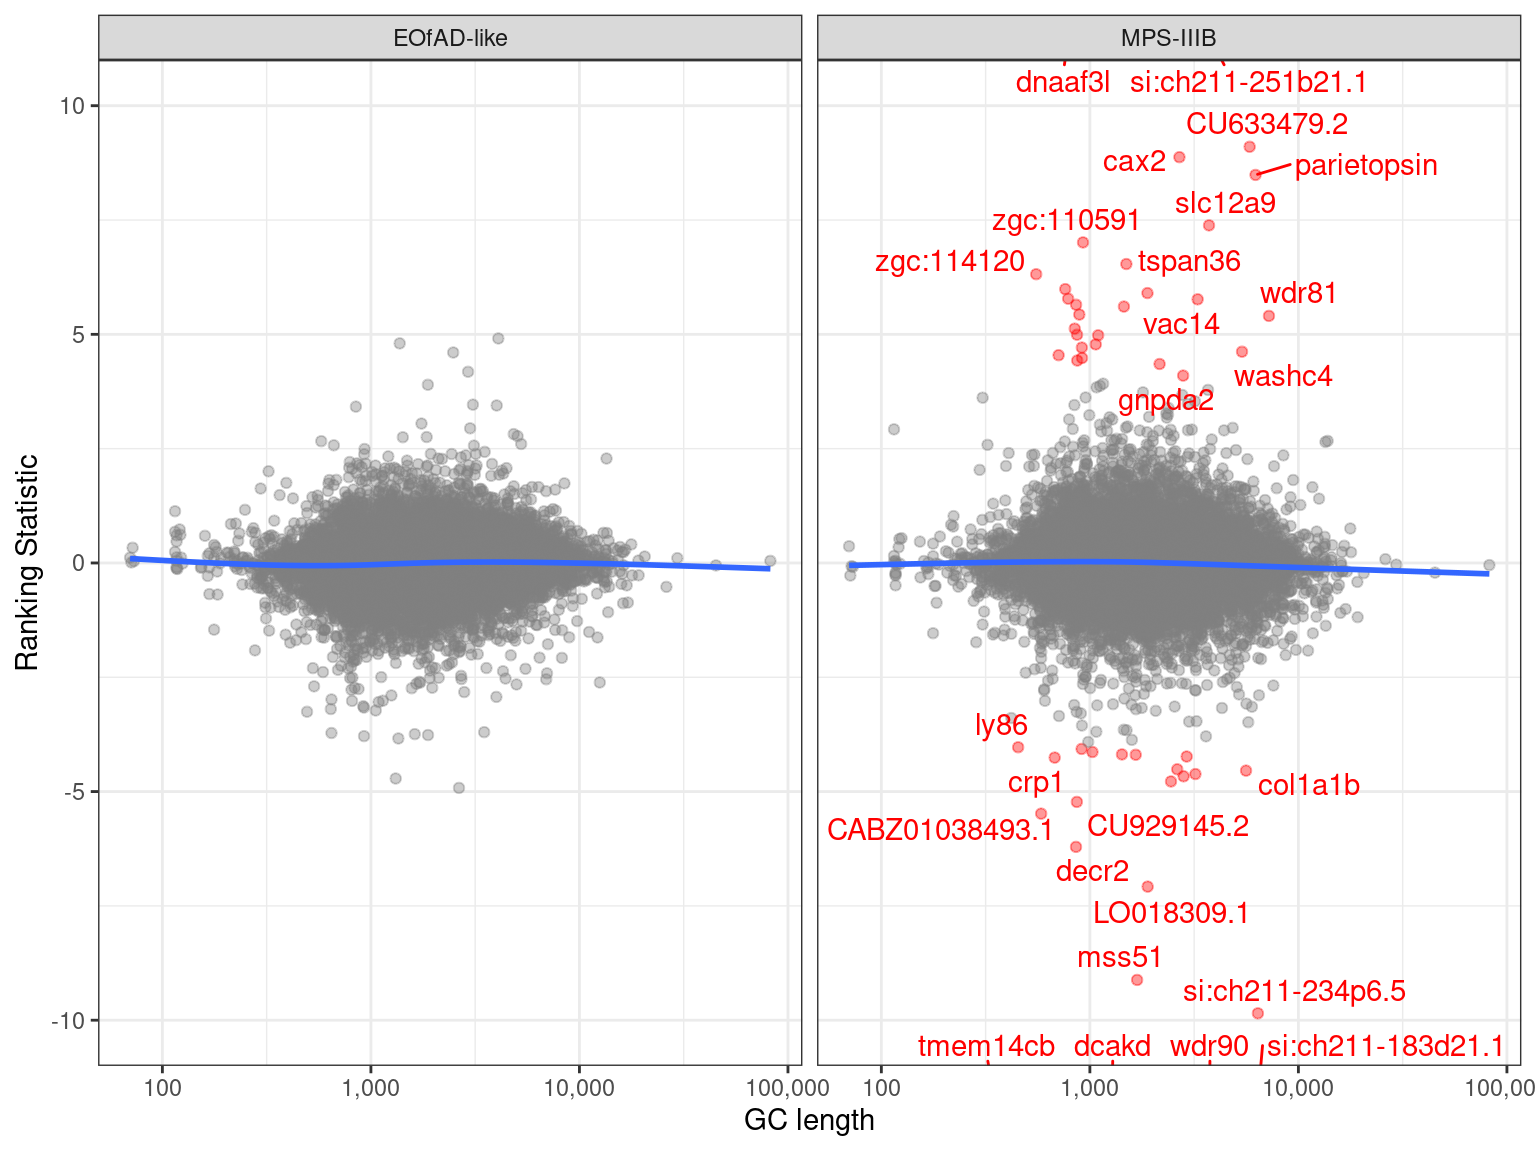 EOfAD-like
MPS-IIIB
dnaaf3l
si:ch211-251b21.1
10
CU633479.2
cax2
parietopsin
slc12a9
zgc:110591
zgc:114120
tspan36
wdr81
vac14
5
washc4
gnpda2
Ranking Statistic
0
ly86
crp1
col1a1b
-5
CABZ01038493.1
CU929145.2
decr2
LO018309.1
mss51
si:ch211-234p6.5
-10
tmem14cb
dcakd
wdr90
si:ch211-183d21.1
100
1,000
10,000
100,000
100
1,000
10,000
100,00
GC length